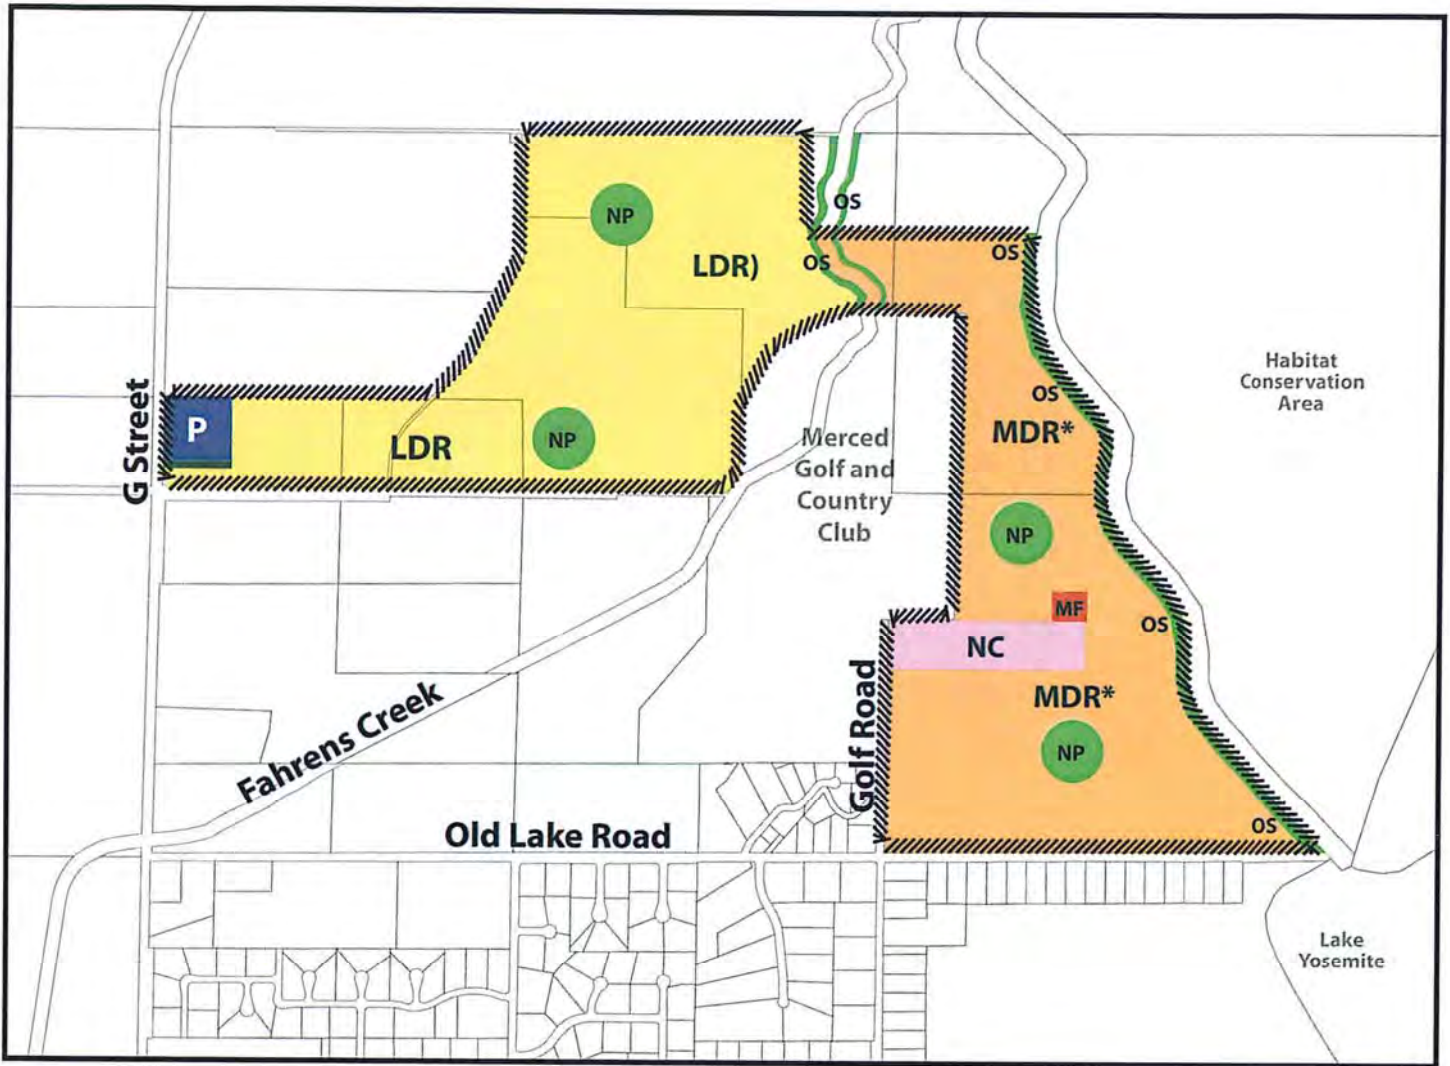 OS
NP
OS
LDR)
OS
Habitat
Conservation
Area
OS
P
G Street
LDR
NP
MDR*
Merced
Golf and
Country
Club
NP
MF
OS
NC
Golf Road
MDR*
Fahrens Creek
NP
Old Lake Road
OS
Lake
Yosemite